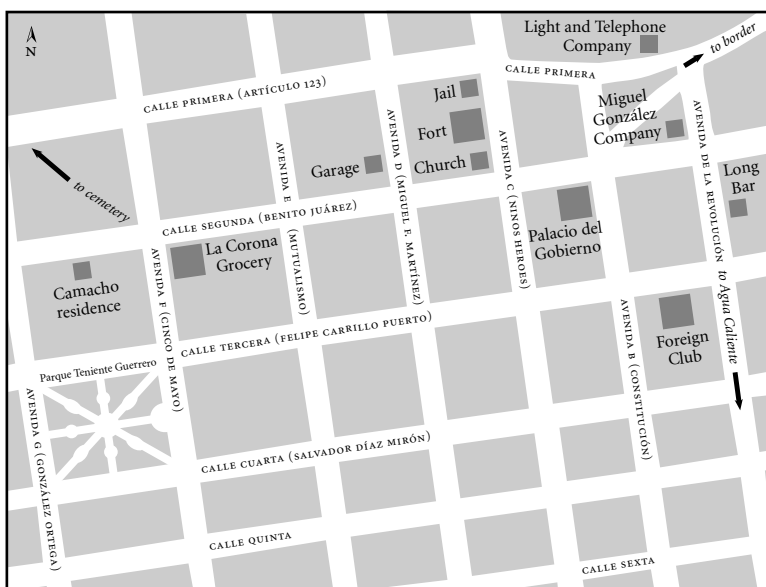 N
Light and Telephone
Company
to border
CALLE PRIMERA
CALLE PRIMERA (ARTÍCULO 123)
Jail
Fort
Church
Miguel
González
Company
Garage
to cemetery
AVENIDA E
(MUTUALISMO)
AVENIDA D (MIGUEL F. MARTÍNEZ)
AVENIDA C (NINOS HEROES)
AVENIDA DE LA REVOLUCIÓN
to Agua Caliente
Long
Bar
CALLE SEGUNDA (BENITO JUÁREZ)
La Corona
Grocery
Palacio del
Gobierno
Camacho
residence
AVENIDA F (CINCO DE MAYO)
CALLE TERCERA (FELIPE CARRILLO PUERTO)
AVENIDA B (CONSTITUCIÓN)
Foreign
Club
Parque Teniente Guerrero
AVENIDA G (GONZÁLEZ ORTEGA)
CALLE CUARTA (SALVADOR DÍAZ MIRÓN)
CALLE QUINTA
CALLE SEXTA